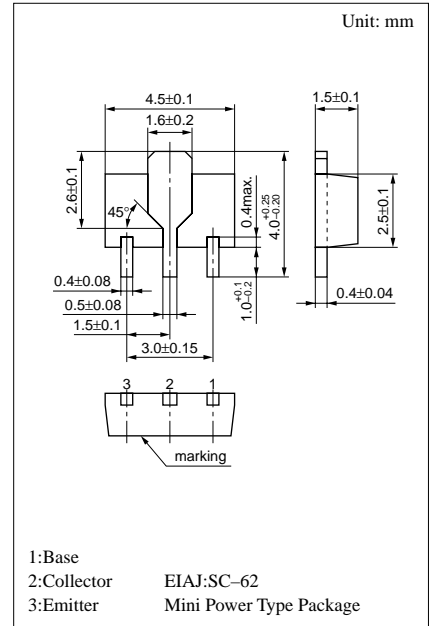 Unit: mm
4.5±0.1
1.6±0.2
1.5±0.1
2.6±0.1
45°
0.4max.
4.0+0.25 −0.20
2.5±0.1
0.4±0.08
1.0+0.1 −0.2
0.4±0.04
0.5±0.08
1.5±0.1
3.0±0.15
3 2 1
marking
1:Base
2:Collector EIAJ:SC–62
3:Emitter Mini Power Type Package